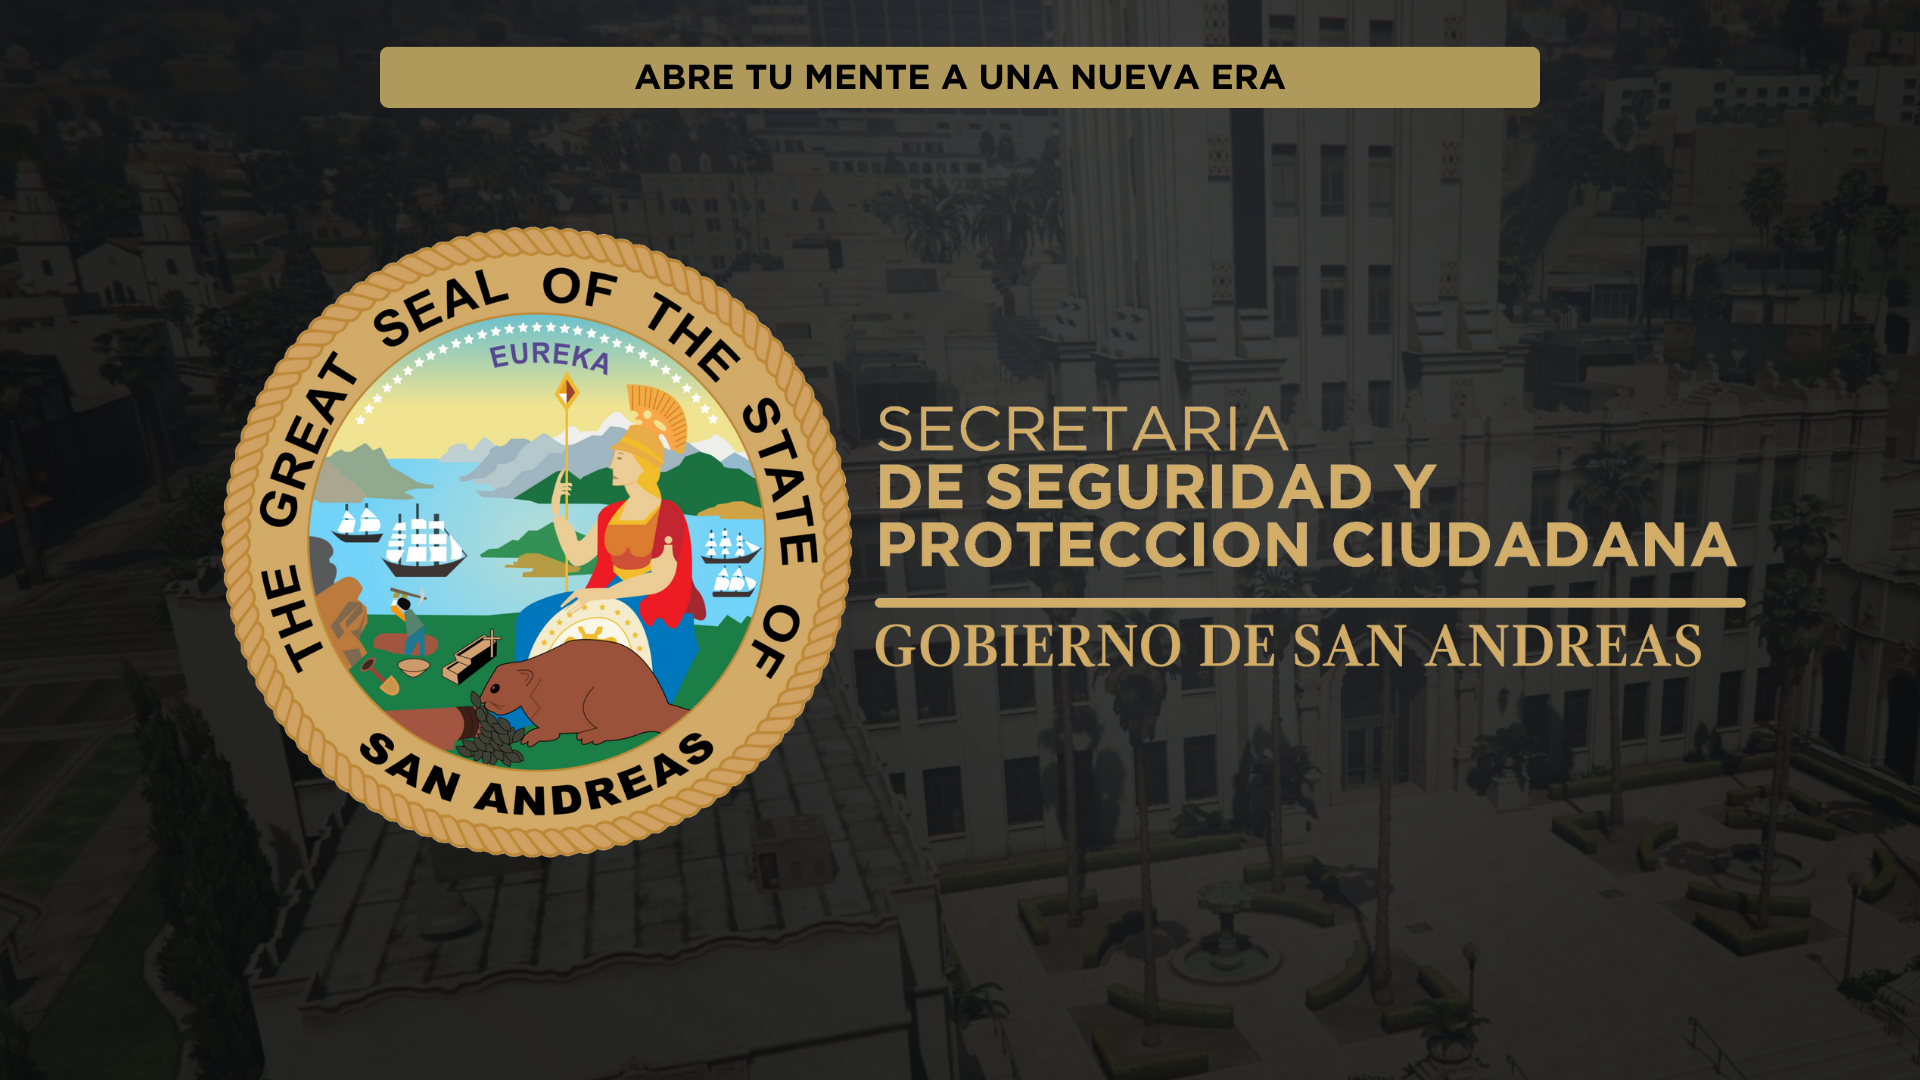 ABRE TU MENTE A UNA NUEVA ERA
THE GREAT SEAL OF THE STATE OF
SAN ANDREAS
EUREKA
SECRETARIA
DE SEGURIDAD Y
PROTECCION CIUDADANA
GOBIERNO DE SAN ANDREAS